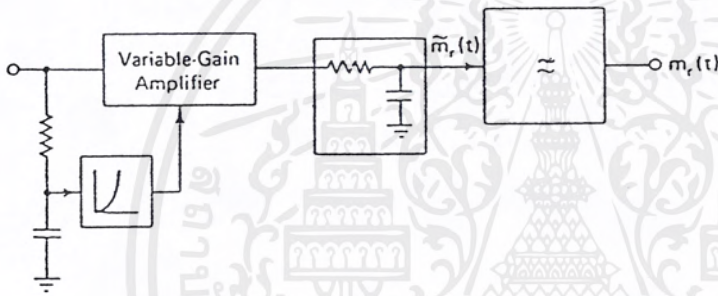 Variable-Gain
Amplifier
m̃ᵣ(t)
≈
mᵣ(t)